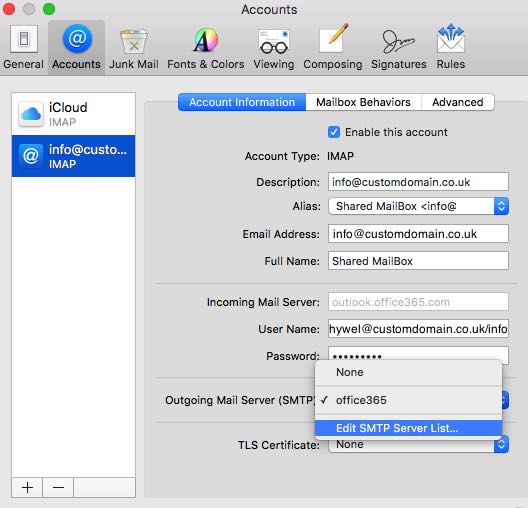 Accounts
General Accounts Junk Mail Fonts & Colors Viewing Composing Signatures Rules
Account Information Mailbox Behaviors Advanced
iCloud
IMAP
info@custo...
IMAP
Enable this account
Account Type: IMAP
Description: info@customdomain.co.uk
Alias: Shared MailBox <info@
Email Address: info@customdomain.co.uk
Full Name: Shared MailBox
Incoming Mail Server: outlook.office365.com
User Name: hywel@customdomain.co.uk/info
Password: •••••••••
None
Outgoing Mail Server (SMTP) ✓ office365
Edit SMTP Server List...
TLS Certificate: None
+ −